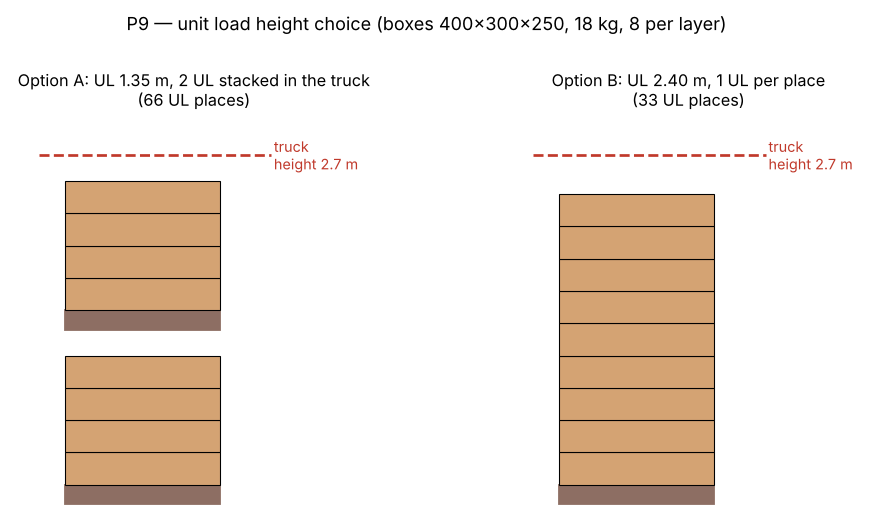 P9 — unit load height choice (boxes 400×300×250, 18 kg, 8 per layer)
Option A: UL 1.35 m, 2 UL stacked in the truck
(66 UL places)
truck
height 2.7 m
Option B: UL 2.40 m, 1 UL per place
(33 UL places)
truck
height 2.7 m